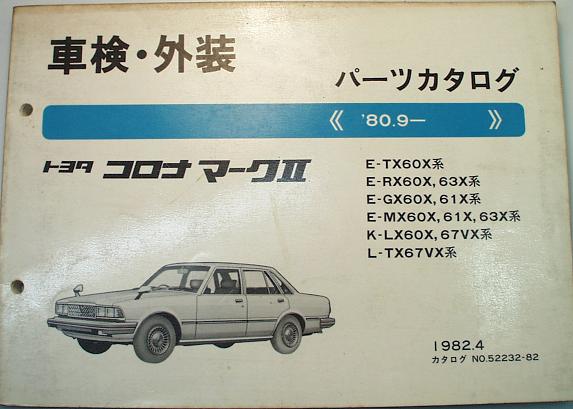 車検・外装
パーツカタログ
《 '80.9— 》
トヨタ コロナ マークII
E-TX60X系
E-RX60X, 63X系
E-GX60X, 61X系
E-MX60X, 61X, 63X系
K-LX60X, 67VX系
L-TX67VX系
1982.4
カタログ NO.52232-82